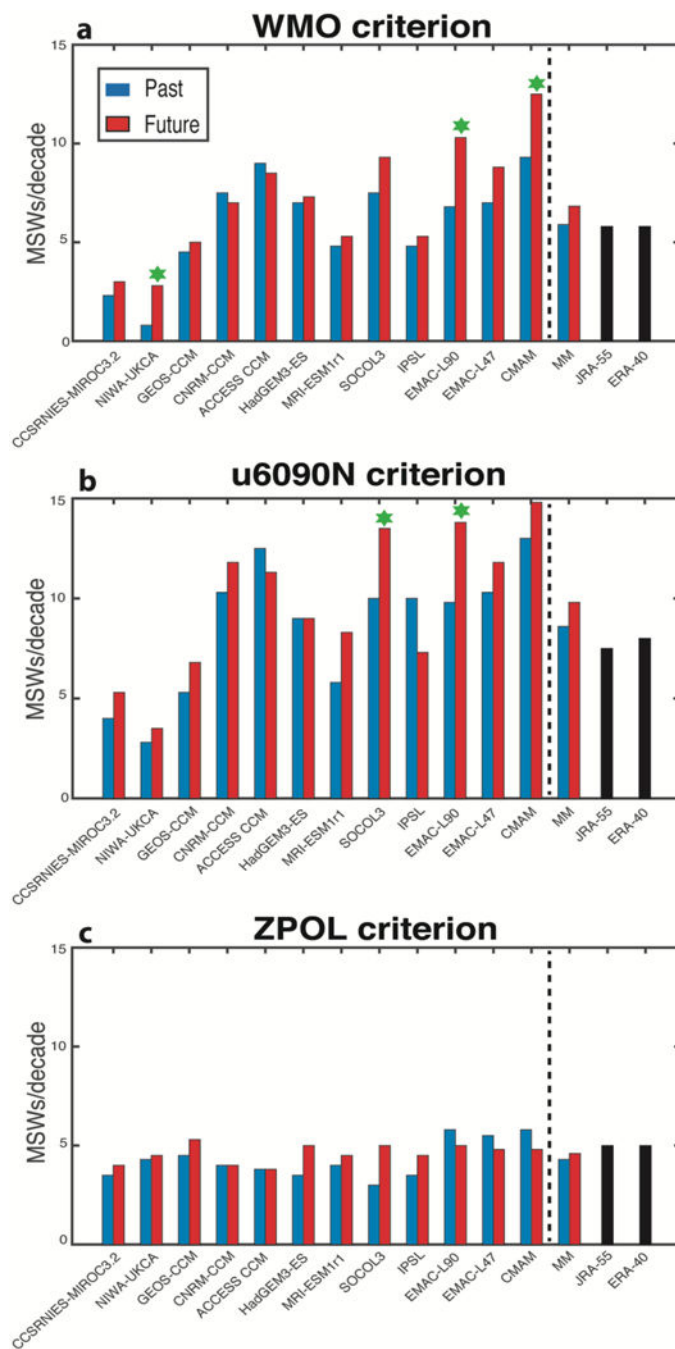 a
WMO criterion
15
10
5
0
MSWs/decade
Past
Future
CCSRNIES-MIROC3.2
NIWA-UKCA
GEOS-CCM
CNRM-CCM
ACCESS CCM
HadGEM3-ES
MRI-ESM1r1
SOCOL3
IPSL
EMAC-L90
EMAC-L47
CMAM
MM
JRA-55
ERA-40
b
u6090N criterion
15
10
5
0
MSWs/decade
CCSRNIES-MIROC3.2
NIWA-UKCA
GEOS-CCM
CNRM-CCM
ACCESS CCM
HadGEM3-ES
MRI-ESM1r1
SOCOL3
IPSL
EMAC-L90
EMAC-L47
CMAM
MM
JRA-55
ERA-40
c
ZPOL criterion
15
10
5
0
MSWs/decade
CCSRNIES-MIROC3.2
NIWA-UKCA
GEOS-CCM
CNRM-CCM
ACCESS CCM
HadGEM3-ES
MRI-ESM1r1
SOCOL3
IPSL
EMAC-L90
EMAC-L47
CMAM
MM
JRA-55
ERA-40